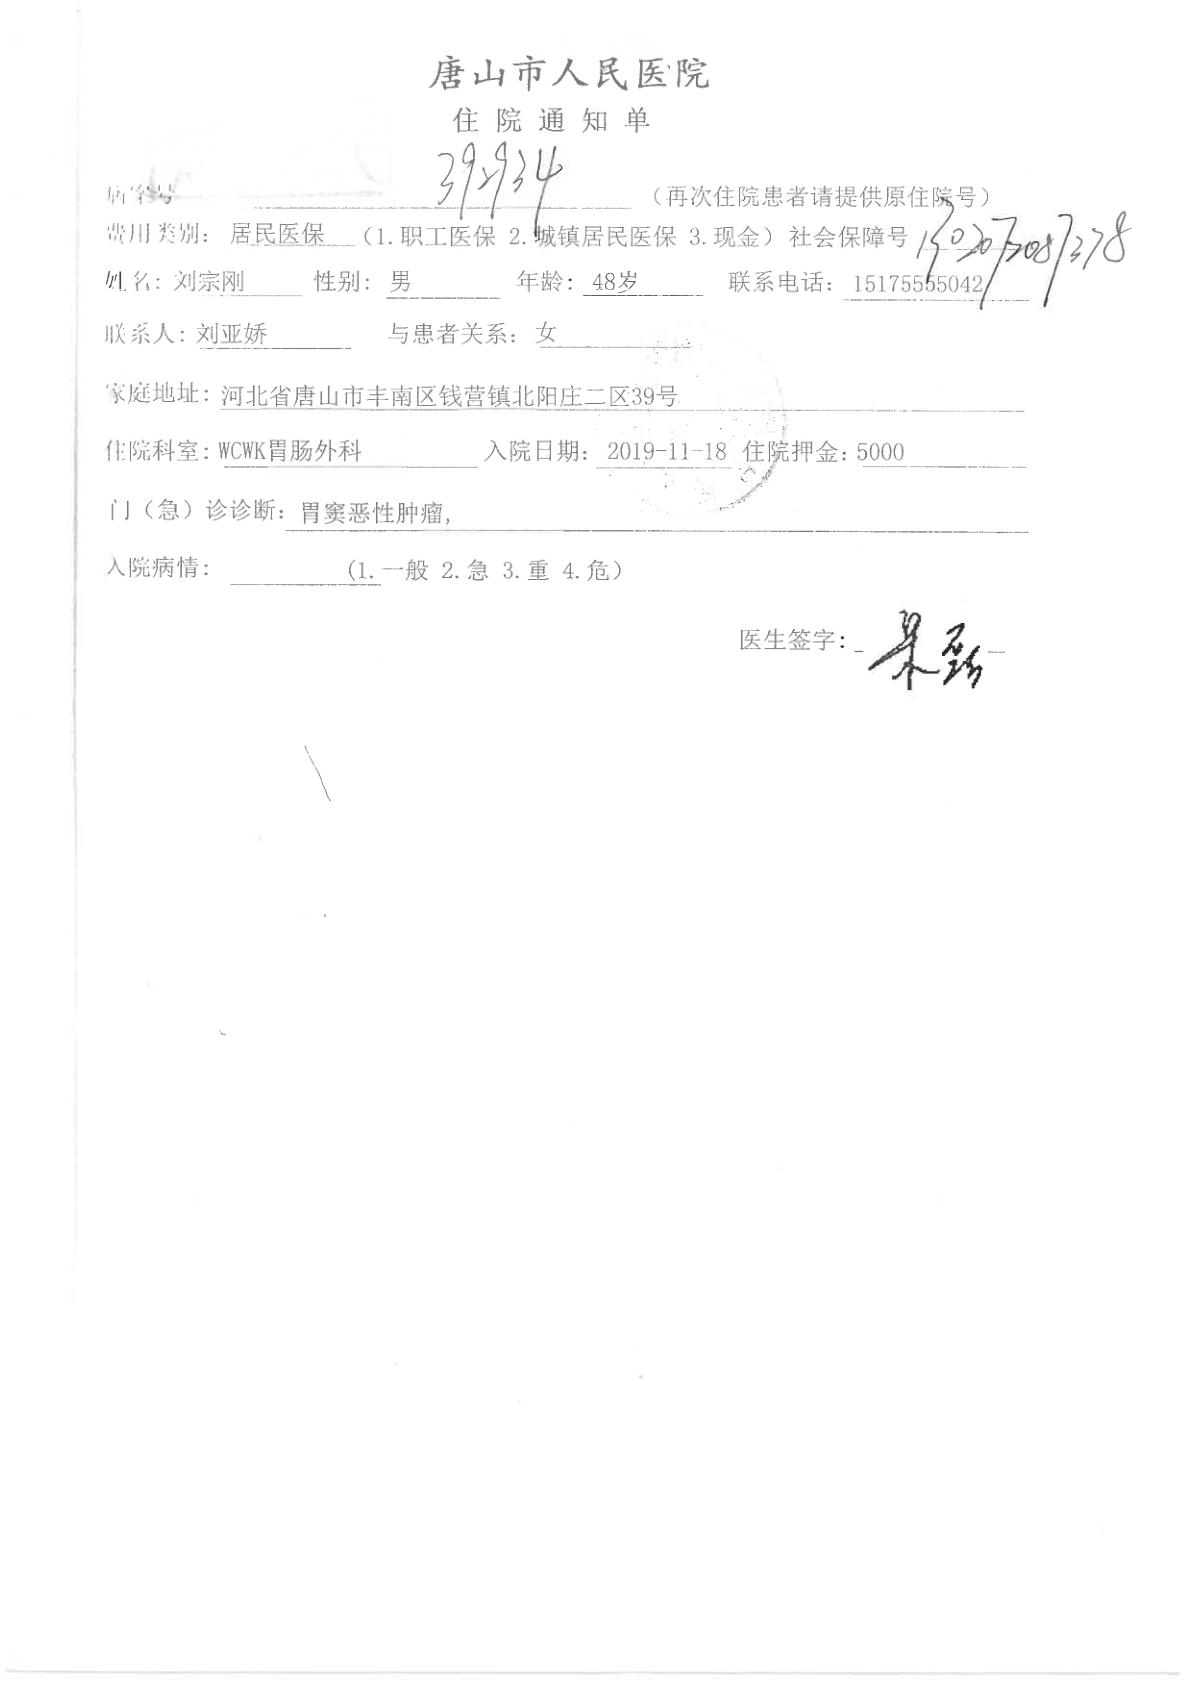 唐山市人民医院
住院通知单
392934 （再次住院患者请提供原住院号）
费用类别：居民医保（1.职工医保 2.城镇居民医保 3.现金）社会保障号
姓名：刘宗刚 性别：男 年龄：48岁 联系电话：15175555042
联系人：刘亚娇 与患者关系：女
家庭地址：河北省唐山市丰南区钱营镇北阳庄二区39号
住院科室：WCWK胃肠外科 入院日期：2019-11-18 住院押金：5000
门（急）诊诊断：胃窦恶性肿瘤,
入院病情： (1.一般 2.急 3.重 4.危）
医生签字：